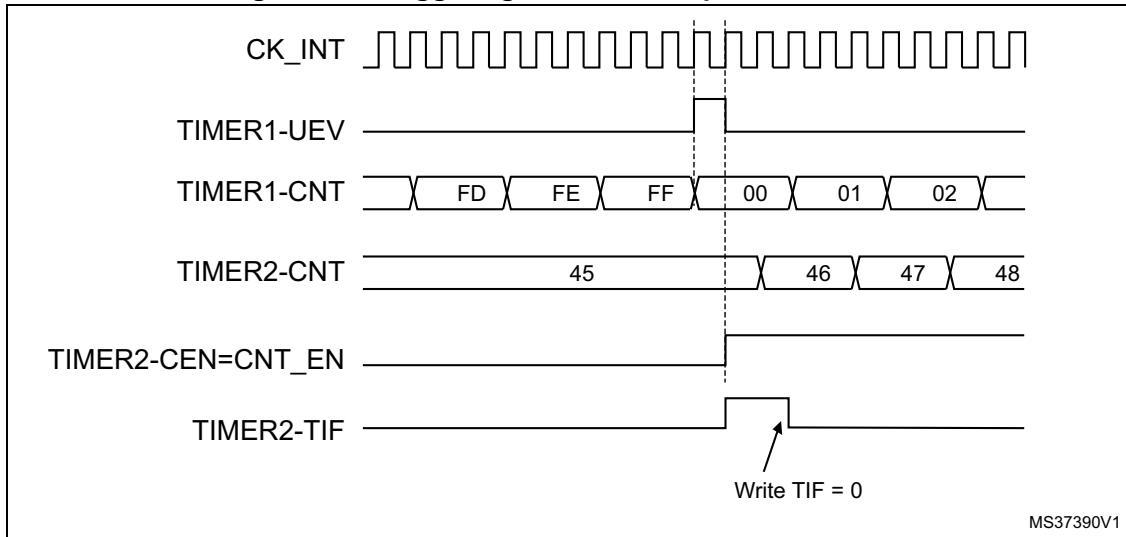 CK_INT
TIMER1-UEV
TIMER1-CNT FD FE FF 00 01 02
TIMER2-CNT 45 46 47 48
TIMER2-CEN=CNT_EN
TIMER2-TIF
Write TIF = 0
MS37390V1